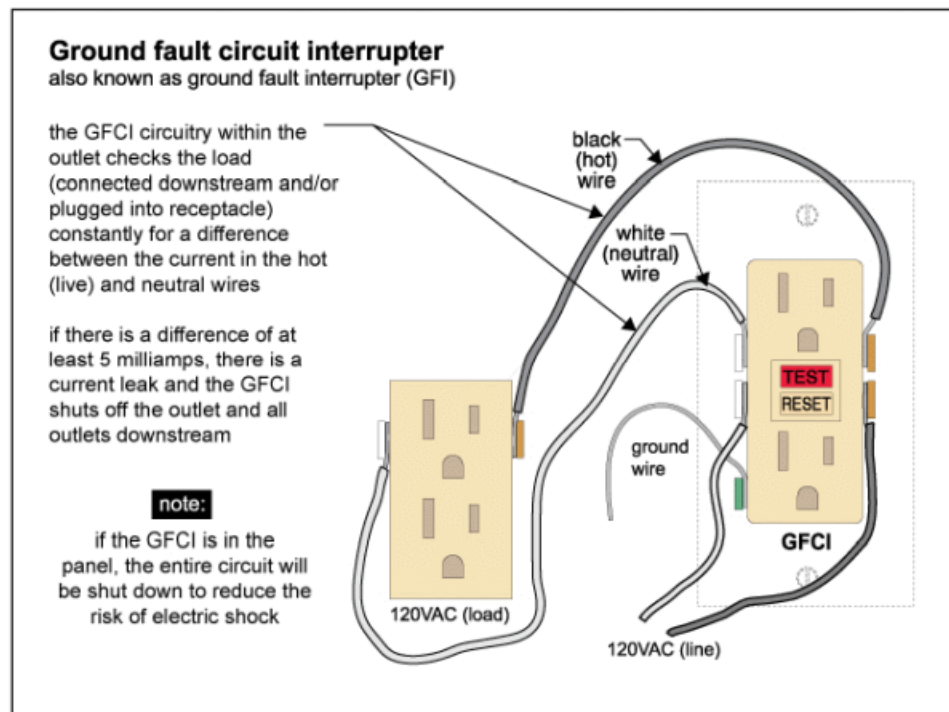 Ground fault circuit interrupter
also known as ground fault interrupter (GFI)
the GFCI circuitry within the
outlet checks the load
(connected downstream and/or
plugged into receptacle)
constantly for a difference
between the current in the hot
(live) and neutral wires
if there is a difference of at
least 5 milliamps, there is a
current leak and the GFCI
shuts off the outlet and all
outlets downstream
note:
if the GFCI is in the
panel, the entire circuit will
be shut down to reduce the
risk of electric shock
black
(hot)
wire
white
(neutral)
wire
TEST
RESET
ground
wire
GFCI
120VAC (load)
120VAC (line)